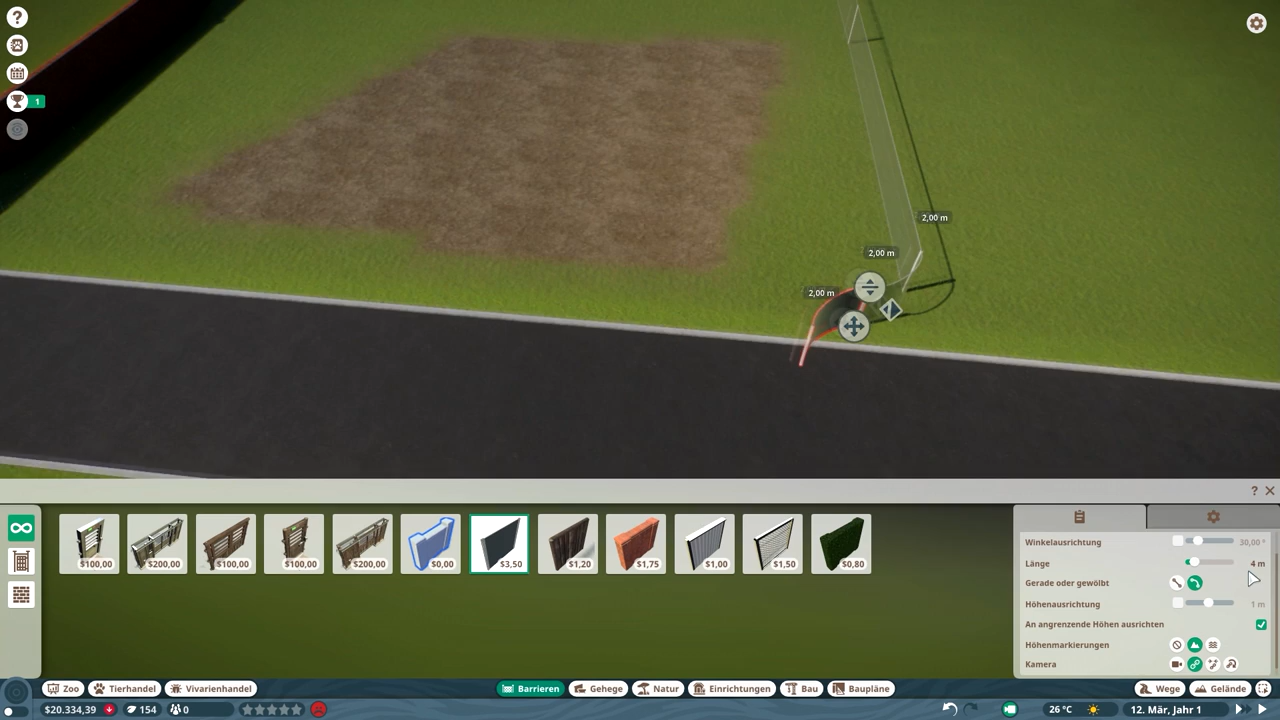 ?
1
2,00 m
2,00 m
2,00 m
?
$100,00 $200,00 $100,00 $100,00 $200,00 $0,00 $3,50 $1,20 $1,75 $1,00 $1,50 $0,80
Winkelausrichtung 30,00 °
Länge 4 m
Gerade oder gewölbt
Höhenausrichtung 1 m
An angrenzende Höhen ausrichten
Höhenmarkierungen
Kamera
Zoo Tierhandel Vivarienhandel Barrieren Gehege Natur Einrichtungen Bau Baupläne Wege Gelände
$20.334,39 154 0 26 °C 12. Mär, Jahr 1